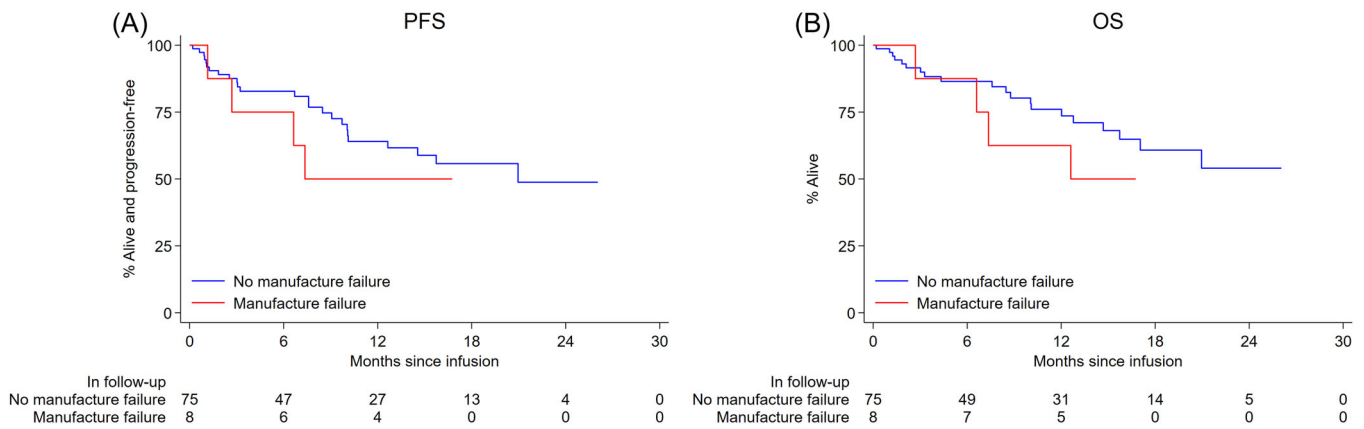 (A)
PFS
% Alive and progression-free
100
75
50
25
0
No manufacture failure
Manufacture failure
0 6 12 18 24 30
Months since infusion
In follow-up
No manufacture failure 75 47 27 13 4 0
Manufacture failure 8 6 4 0 0 0
(B)
OS
% Alive
100
75
50
25
0
No manufacture failure
Manufacture failure
0 6 12 18 24 30
Months since infusion
In follow-up
No manufacture failure 75 49 31 14 5 0
Manufacture failure 8 7 5 0 0 0